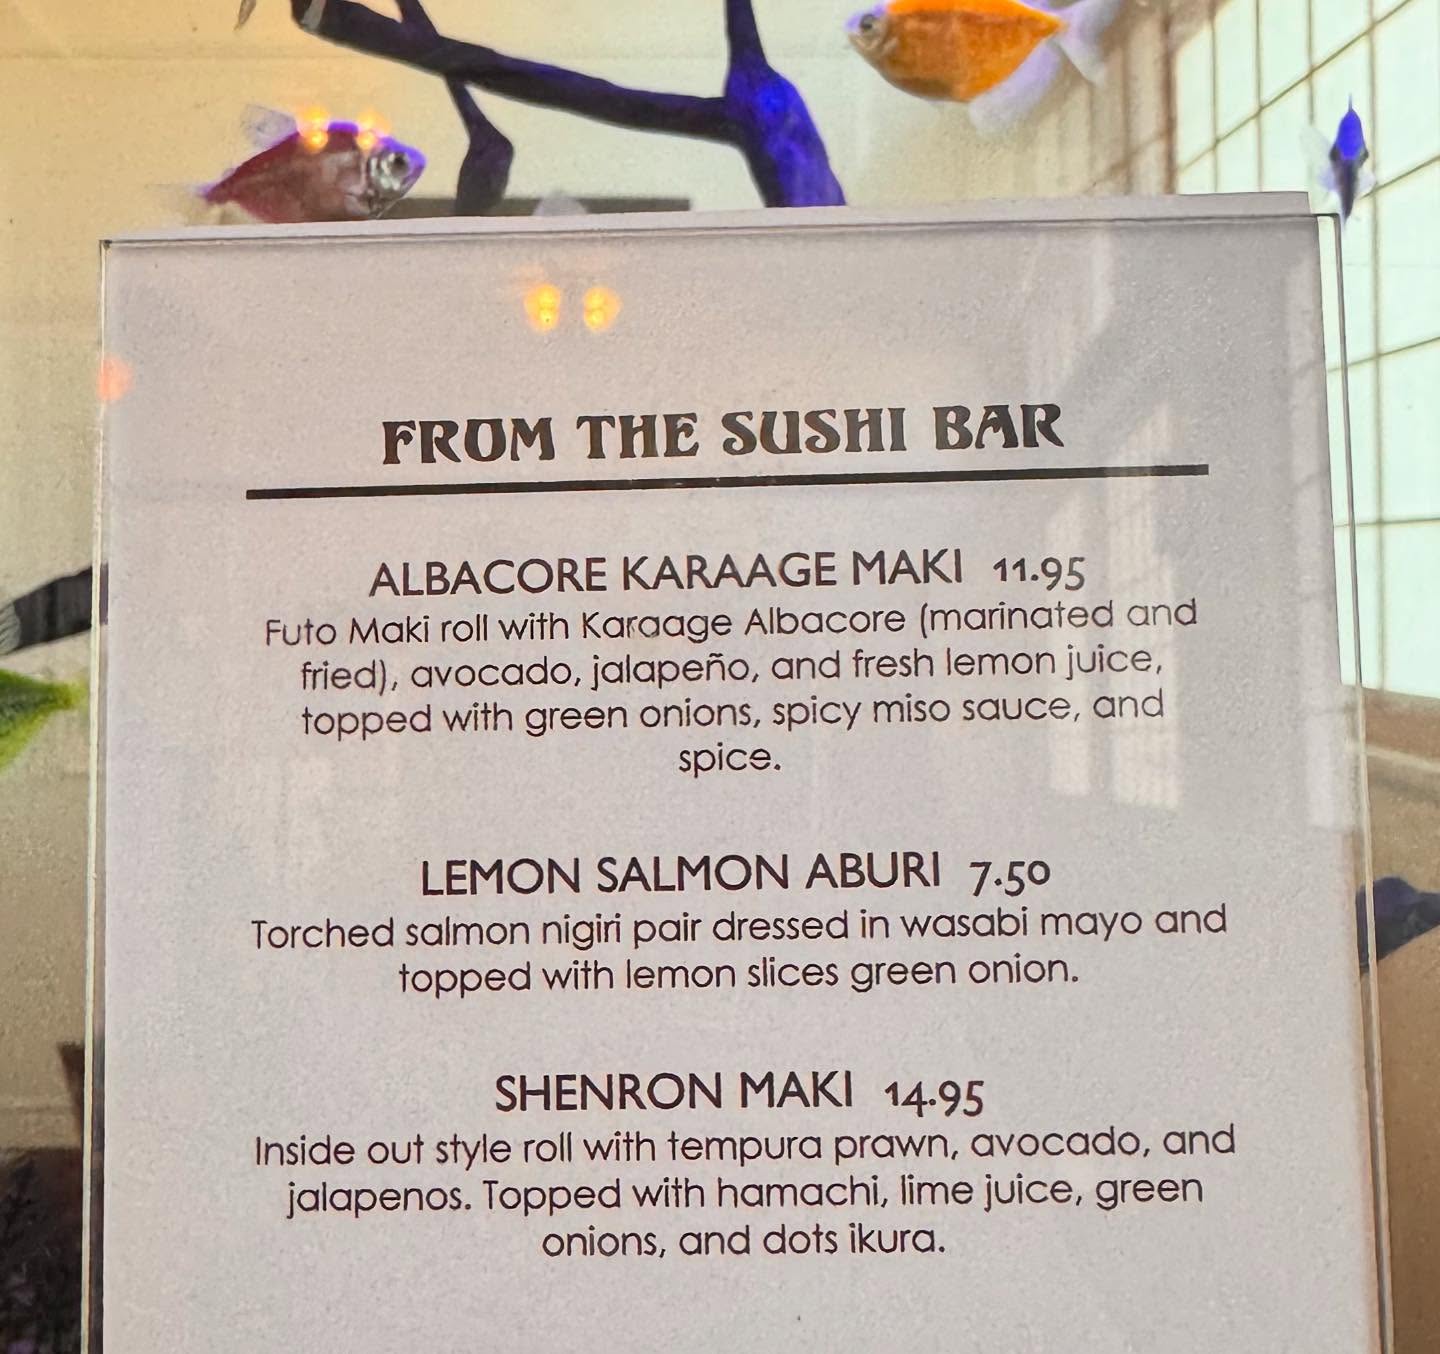 FROM THE SUSHI BAR
ALBACORE KARAAGE MAKI 11.95
Futo Maki roll with Karaage Albacore (marinated and
fried), avocado, jalapeño, and fresh lemon juice,
topped with green onions, spicy miso sauce, and
spice.
LEMON SALMON ABURI 7.50
Torched salmon nigiri pair dressed in wasabi mayo and
topped with lemon slices green onion.
SHENRON MAKI 14.95
Inside out style roll with tempura prawn, avocado, and
jalapenos. Topped with hamachi, lime juice, green
onions, and dots ikura.